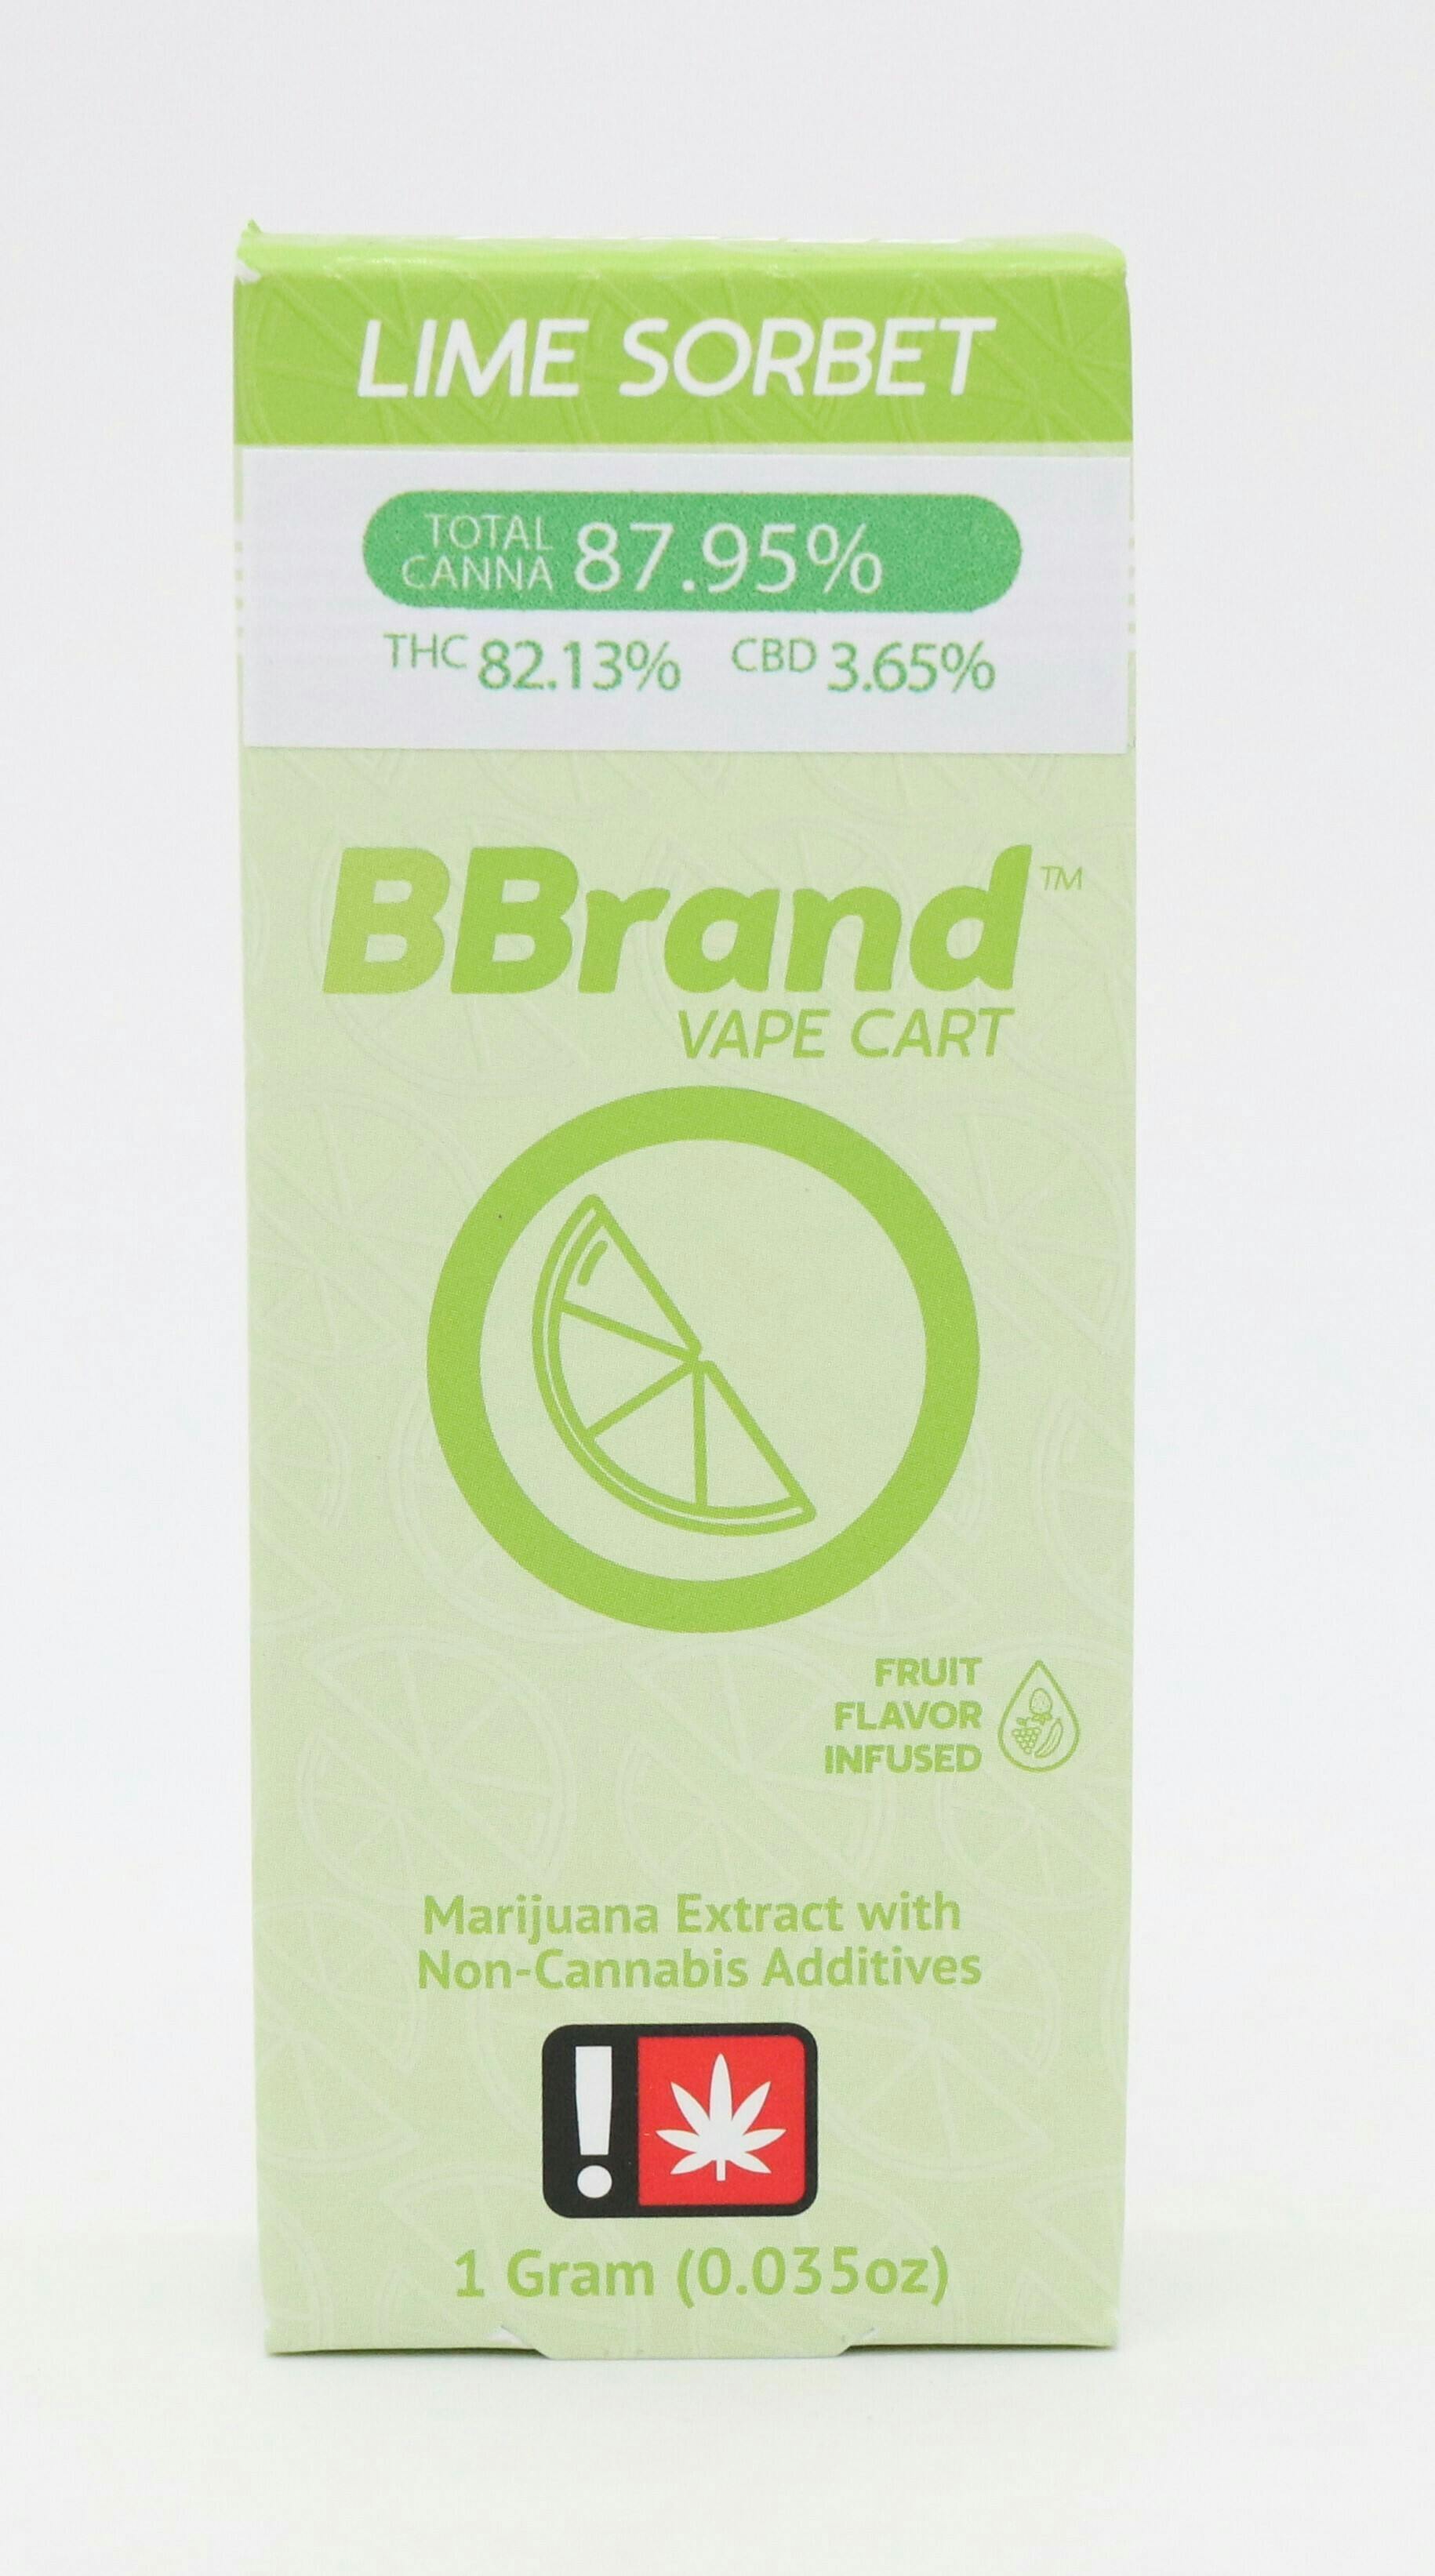 LIME SORBET
TOTAL
CANNA 87.95%
THC 82.13% CBD 3.65%
BBrand™
VAPE CART
FRUIT
FLAVOR
INFUSED
Marijuana Extract with
Non-Cannabis Additives
!
1 Gram (0.035oz)